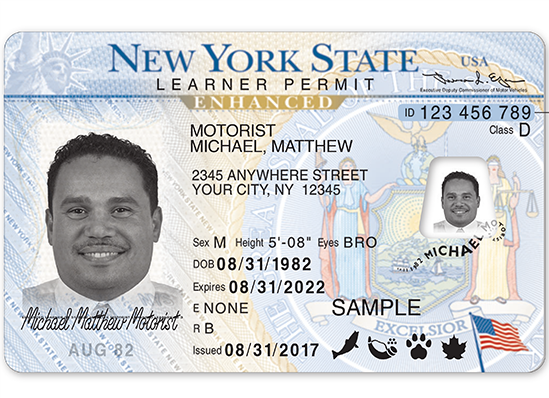 NEW YORK STATE
USA
LEARNER PERMIT
Executive Deputy Commissioner of Motor Vehicles
ENHANCED
ID 123 456 789
Class D
MOTORIST
MICHAEL, MATTHEW
2345 ANYWHERE STREET
YOUR CITY, NY 12345
Sex M Height 5'-08" Eyes BRO
DOB 08/31/1982
Expires 08/31/2022
E NONE
R B
Issued 08/31/2017
SAMPLE
Michael Matthew Motorist
AUG 82
MICHAEL
EXCELSIOR